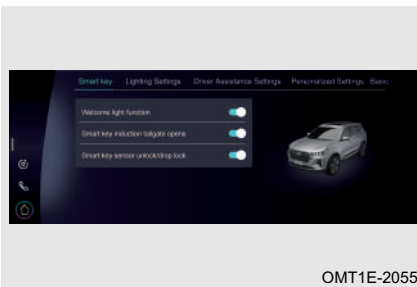 Smart key Lighting Settings Driver Assistance Settings Personalized Settings Basic
Welcome light function
Smart key induction tailgate opens
Smart key sensor unlock/drop lock
OMT1E-2055